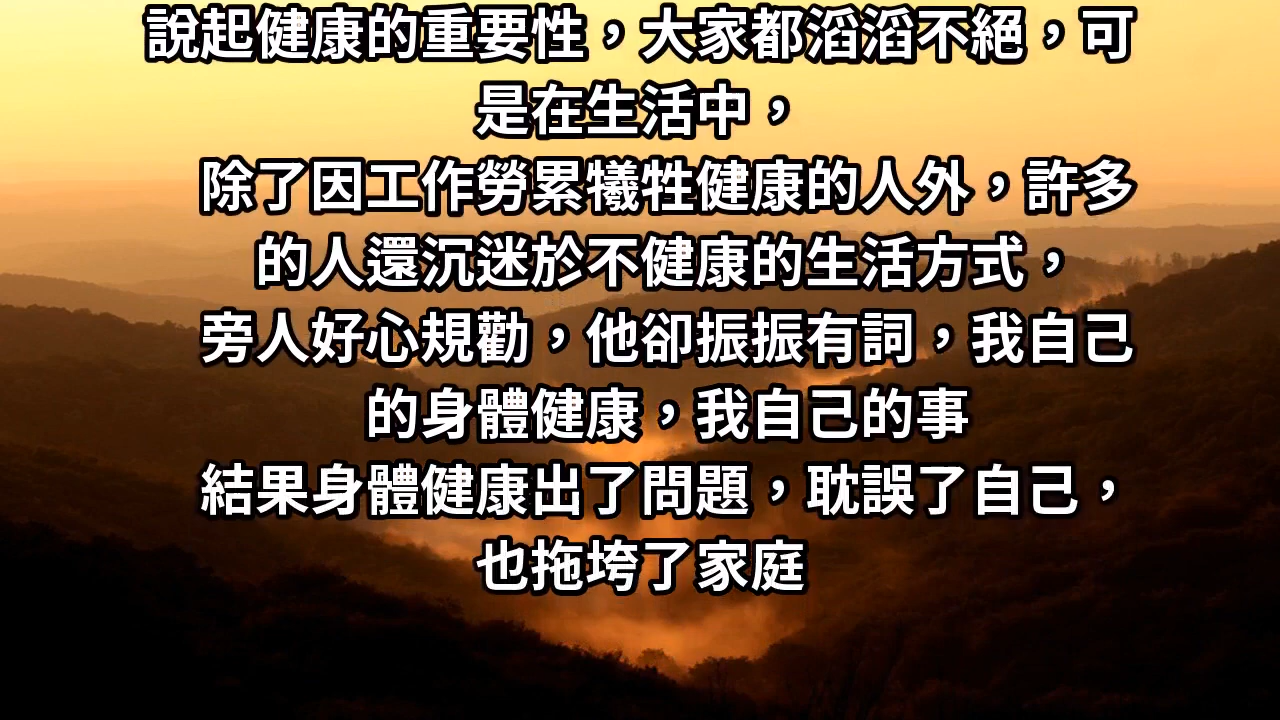 說起健康的重要性，大家都滔滔不絕，可
是在生活中，
除了因工作勞累犧牲健康的人外，許多
的人還沉迷於不健康的生活方式，
旁人好心規勸，他卻振振有詞，我自己
的身體健康，我自己的事
結果身體健康出了問題，耽誤了自己，
也拖垮了家庭